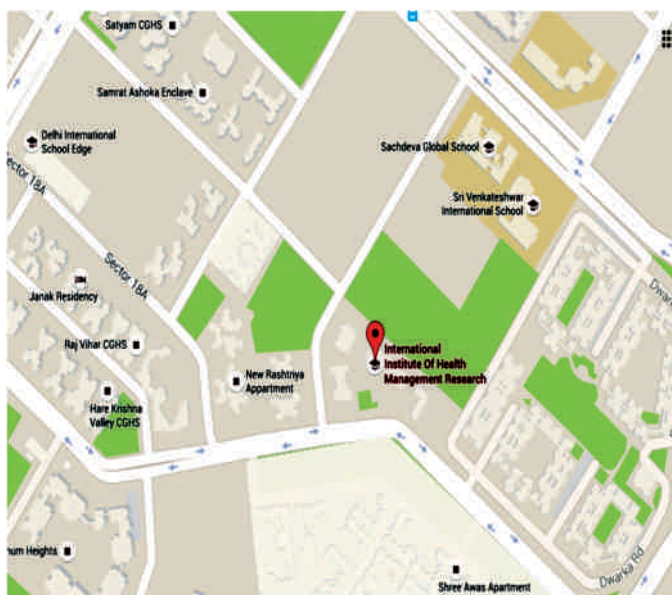 Satyam CGHS
Samrat Ashoka Enclave
Delhi International
School Edge
Sector 18A
Sachdeva Global School
Sri Venkateshwar
International School
Sector 18A
Janak Residency
Raj Vihar CGHS
New Rashtriya
Appartment
Hare Krishna
Valley CGHS
International
Institute Of Health
Management Research
num Heights
Shree Awas Apartment
Dwarka Rd